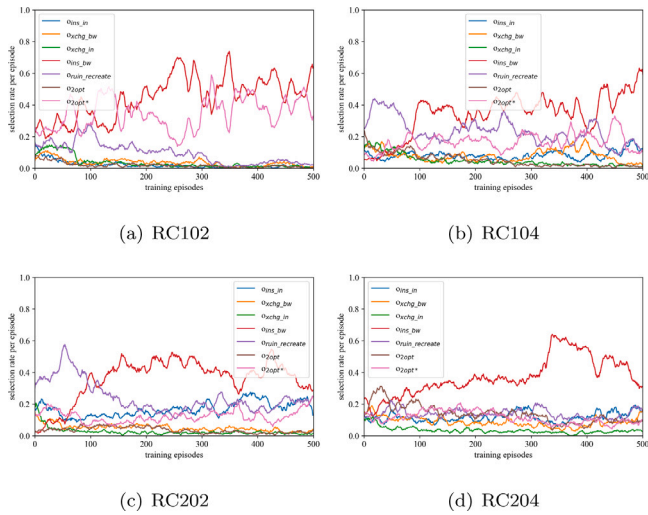 1.0
0.8
0.6
0.4
0.2
0.0
selection rate per episode
o_ins_in
o_xchg_bw
o_xchg_in
o_ins_bw
o_ruin_recreate
o_2opt
o_2opt*
0 100 200 300 400 500
training episodes
(a) RC102
1.0
0.8
0.6
0.4
0.2
0.0
selection rate per episode
o_ins_in
o_xchg_bw
o_xchg_in
o_ins_bw
o_ruin_recreate
o_2opt
o_2opt*
0 100 200 300 400 500
training episodes
(b) RC104
1.0
0.8
0.6
0.4
0.2
0.0
selection rate per episode
o_ins_in
o_xchg_bw
o_xchg_in
o_ins_bw
o_ruin_recreate
o_2opt
o_2opt*
0 100 200 300 400 500
training episodes
(c) RC202
1.0
0.8
0.6
0.4
0.2
0.0
selection rate per episode
o_ins_in
o_xchg_bw
o_xchg_in
o_ins_bw
o_ruin_recreate
o_2opt
o_2opt*
0 100 200 300 400 500
training episodes
(d) RC204